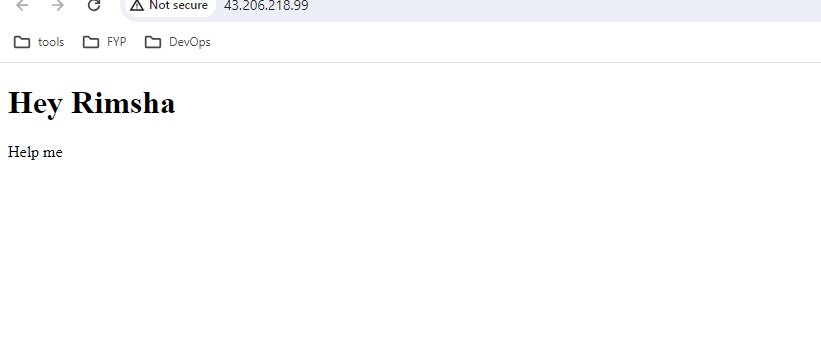 Not secure 43.206.218.99
tools FYP DevOps
Hey Rimsha
Help me